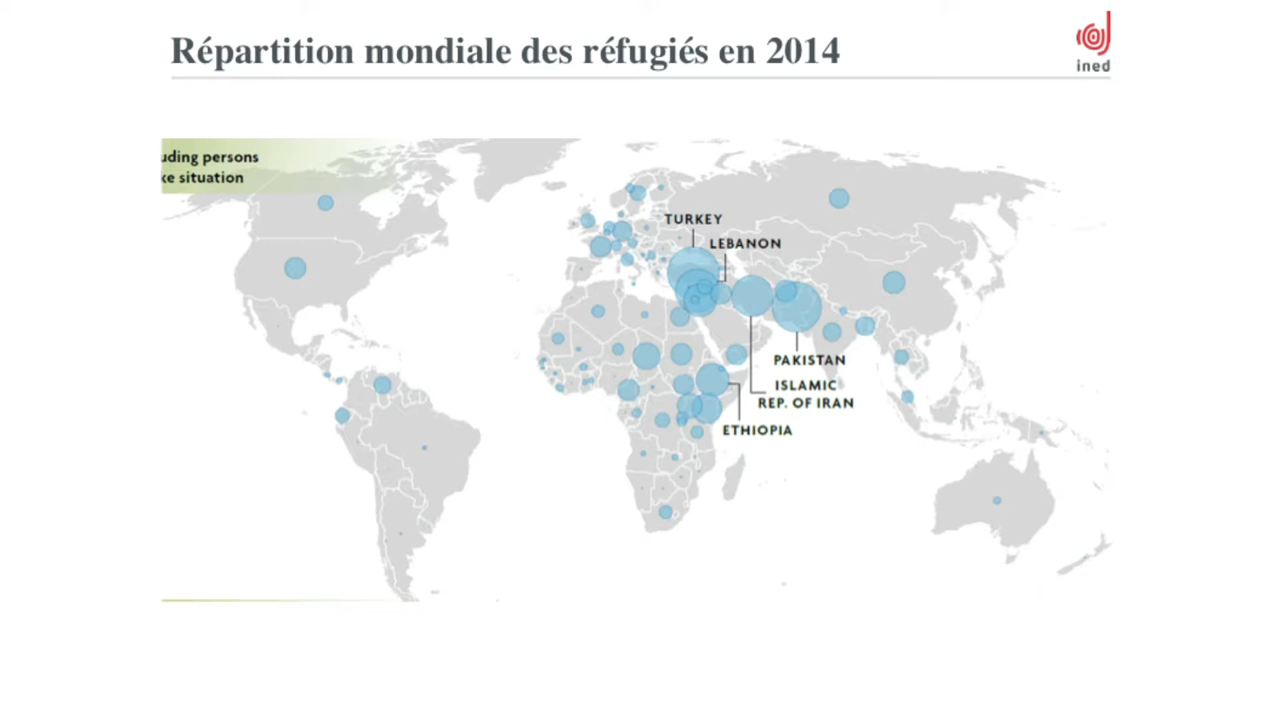 Répartition mondiale des réfugiés en 2014
ined
uding persons
ke situation
TURKEY
LEBANON
PAKISTAN
ISLAMIC
REP. OF IRAN
ETHIOPIA